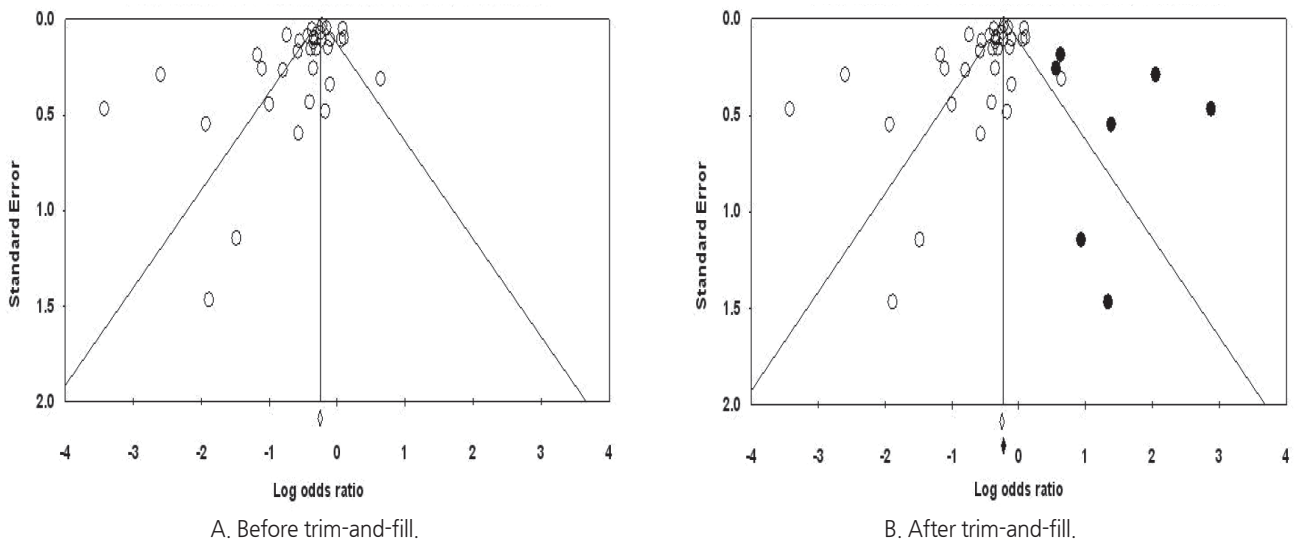 0.0
0.5
1.0
1.5
2.0
Standard Error
-4 -3 -2 -1 0 1 2 3 4
Log odds ratio
A. Before trim-and-fill.
0.0
0.5
1.0
1.5
2.0
Standard Error
-4 -3 -2 -1 0 1 2 3 4
Log odds ratio
B. After trim-and-fill.